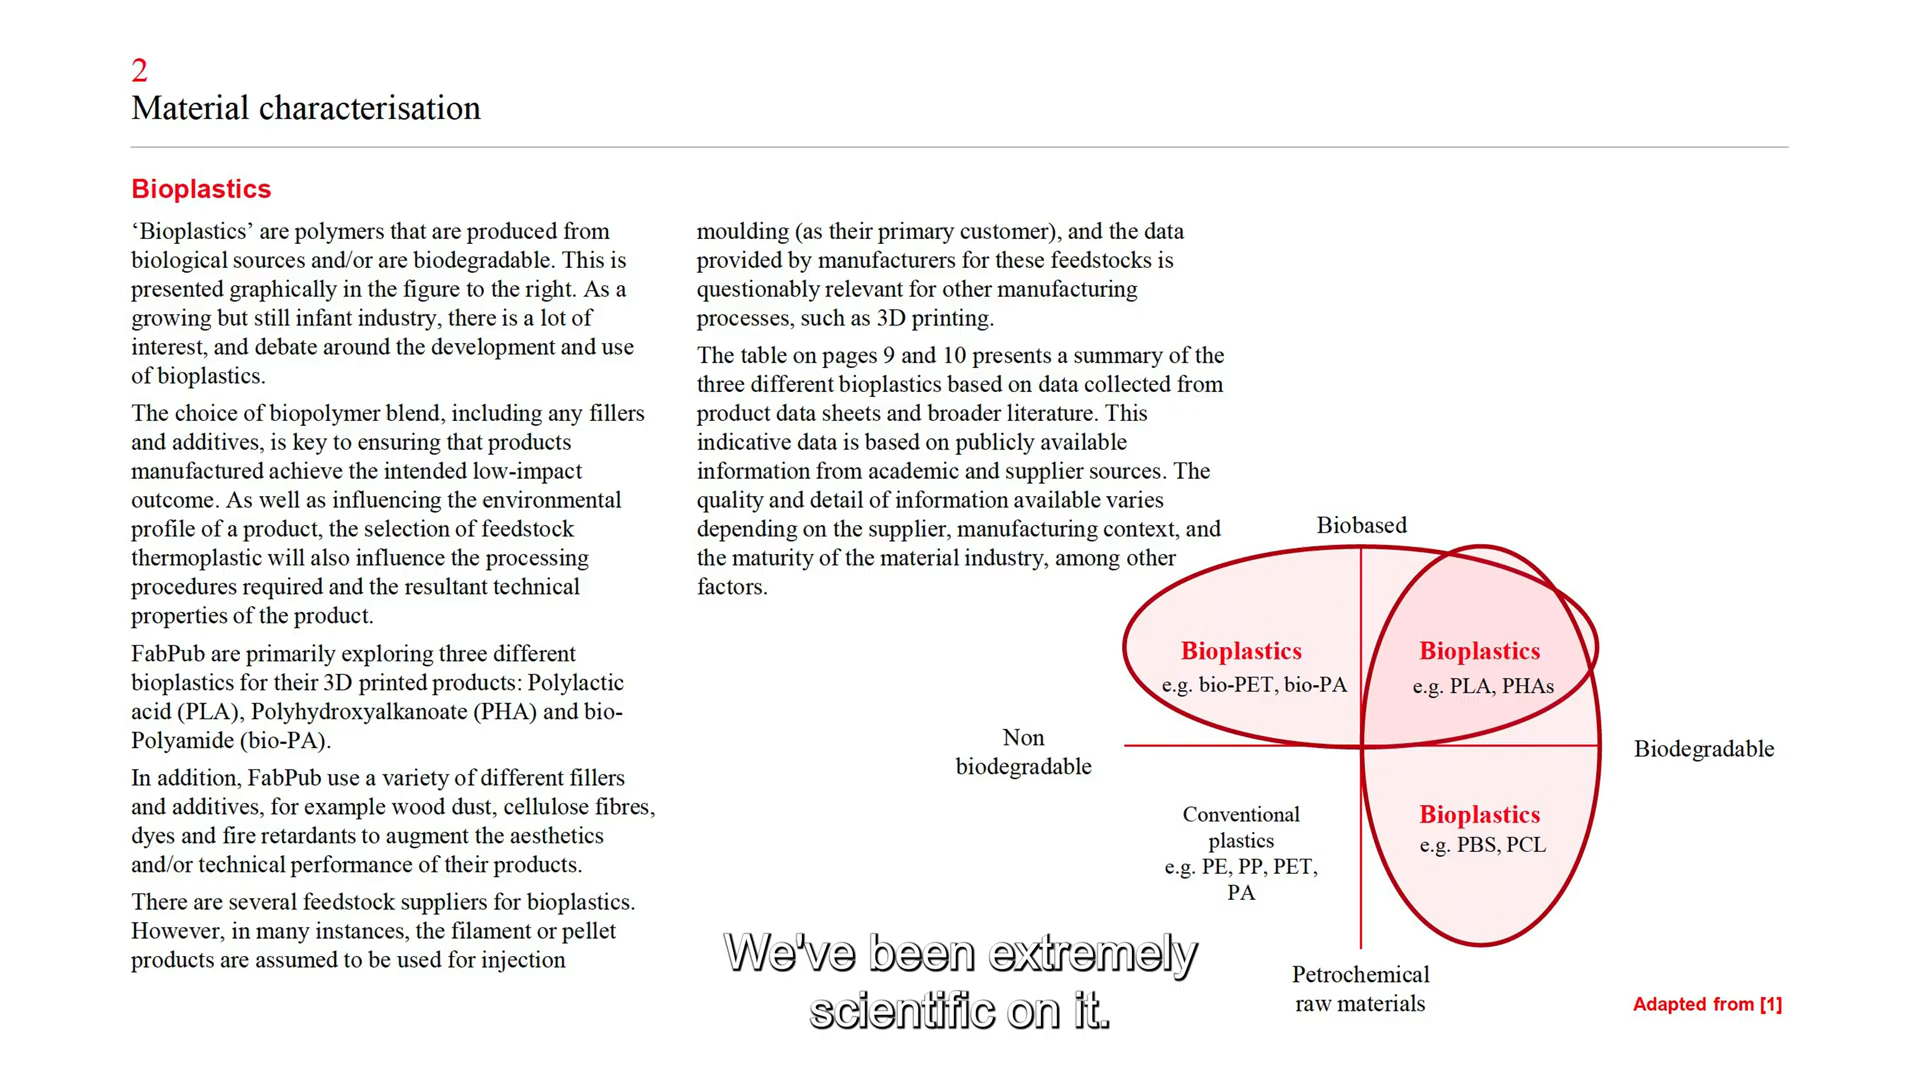 2
Material characterisation
Bioplastics
‘Bioplastics’ are polymers that are produced from
biological sources and/or are biodegradable. This is
presented graphically in the figure to the right. As a
growing but still infant industry, there is a lot of
interest, and debate around the development and use
of bioplastics.
The choice of biopolymer blend, including any fillers
and additives, is key to ensuring that products
manufactured achieve the intended low-impact
outcome. As well as influencing the environmental
profile of a product, the selection of feedstock
thermoplastic will also influence the processing
procedures required and the resultant technical
properties of the product.
FabPub are primarily exploring three different
bioplastics for their 3D printed products: Polylactic
acid (PLA), Polyhydroxyalkanoate (PHA) and bio-
Polyamide (bio-PA).
In addition, FabPub use a variety of different fillers
and additives, for example wood dust, cellulose fibres,
dyes and fire retardants to augment the aesthetics
and/or technical performance of their products.
There are several feedstock suppliers for bioplastics.
However, in many instances, the filament or pellet
products are assumed to be used for injection
moulding (as their primary customer), and the data
provided by manufacturers for these feedstocks is
questionably relevant for other manufacturing
processes, such as 3D printing.
The table on pages 9 and 10 presents a summary of the
three different bioplastics based on data collected from
product data sheets and broader literature. This
indicative data is based on publicly available
information from academic and supplier sources. The
quality and detail of information available varies
depending on the supplier, manufacturing context, and
the maturity of the material industry, among other
factors.
Biobased
Bioplastics
e.g. bio-PET, bio-PA
Bioplastics
e.g. PLA, PHAs
Non
biodegradable
Biodegradable
Conventional
plastics
e.g. PE, PP, PET,
PA
Bioplastics
e.g. PBS, PCL
Petrochemical
raw materials
Adapted from [1]
We've been extremely
scientific on it.